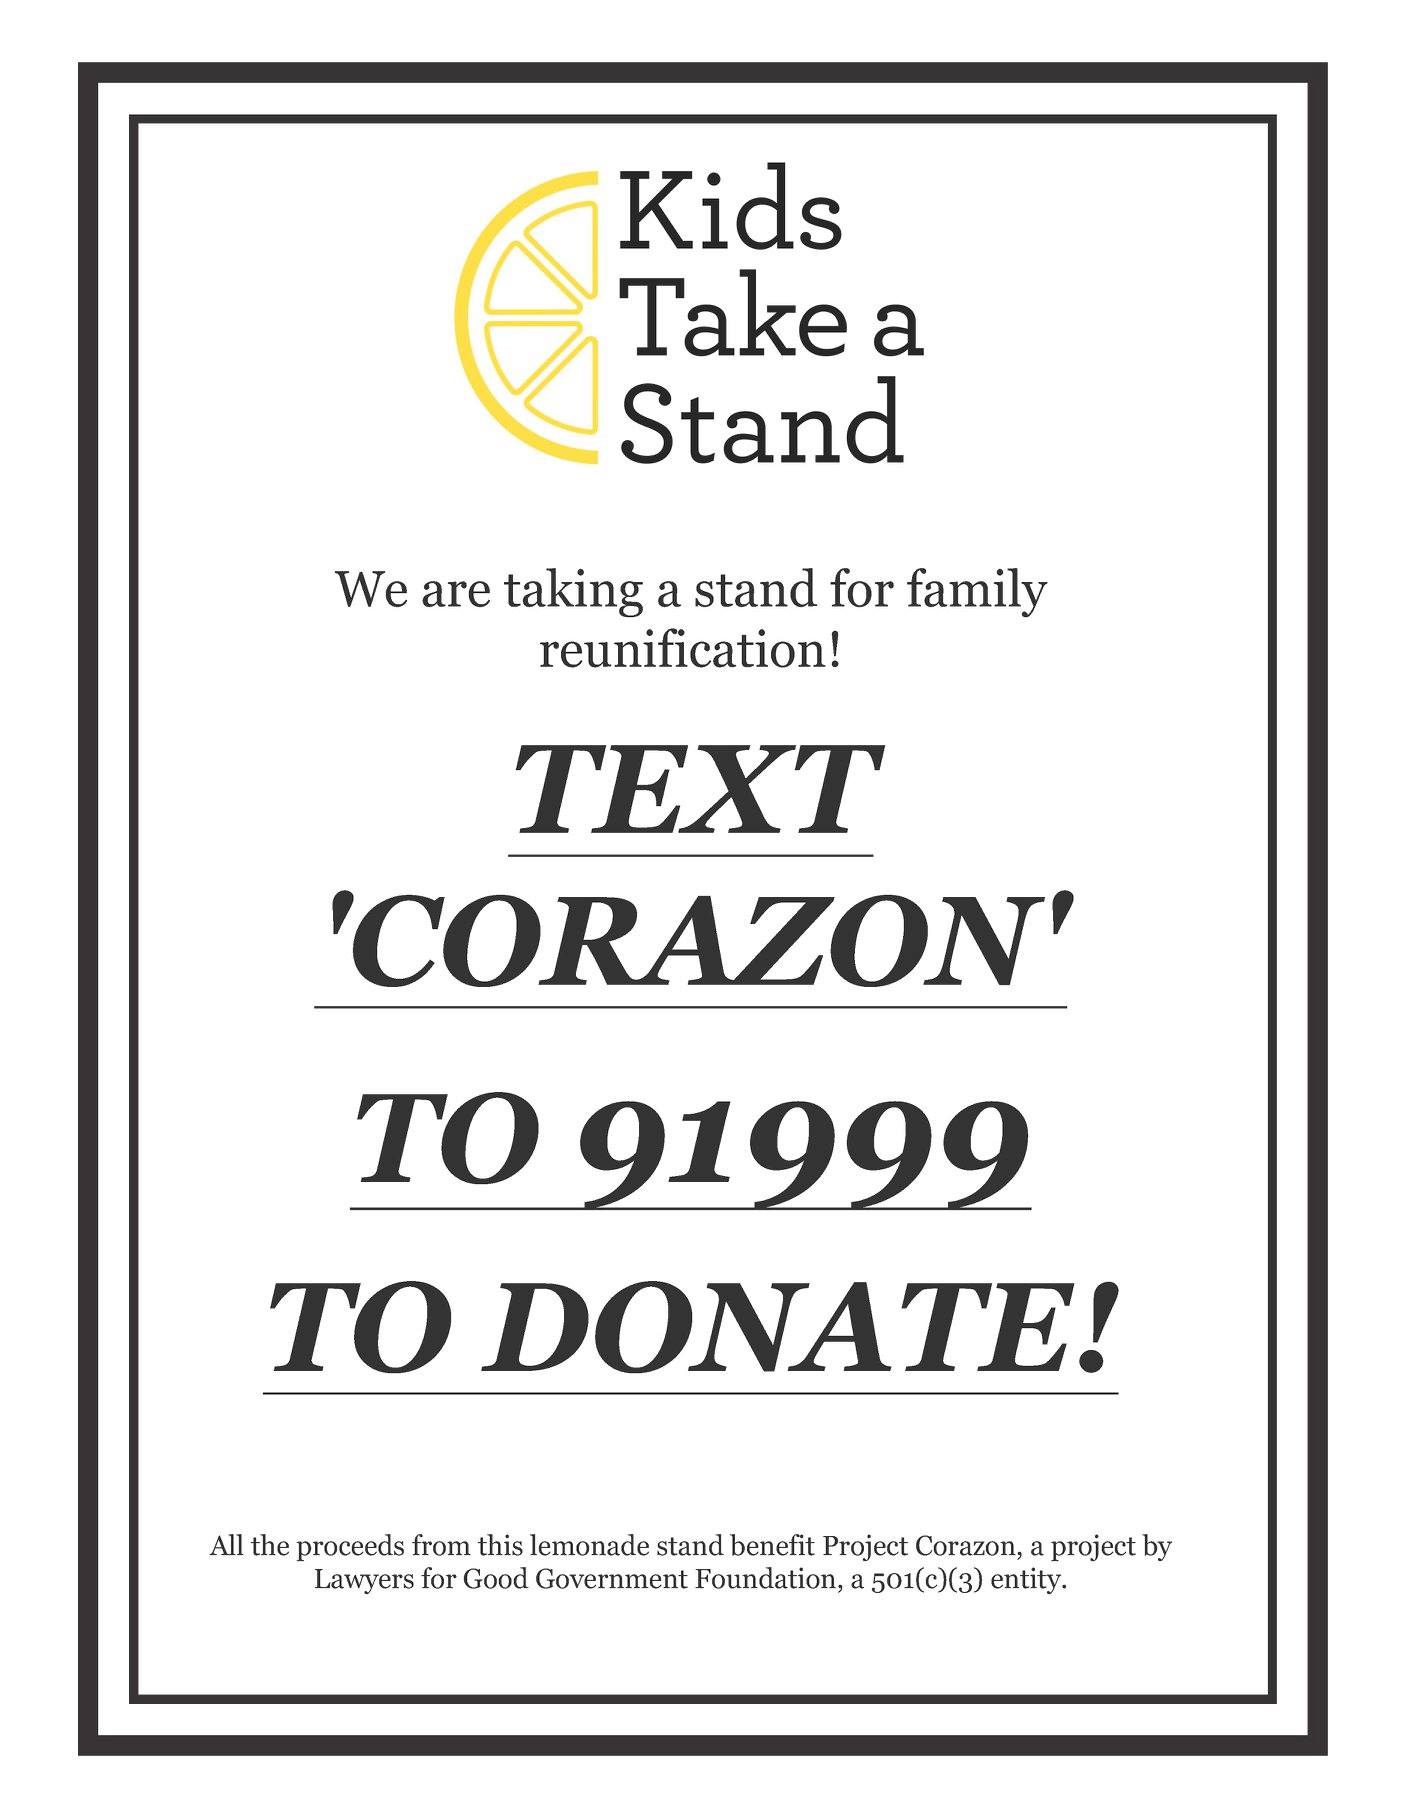 Kids
Take a
Stand
We are taking a stand for family
reunification!
TEXT
'CORAZON'
TO 91999
TO DONATE!
All the proceeds from this lemonade stand benefit Project Corazon, a project by
Lawyers for Good Government Foundation, a 501(c)(3) entity.